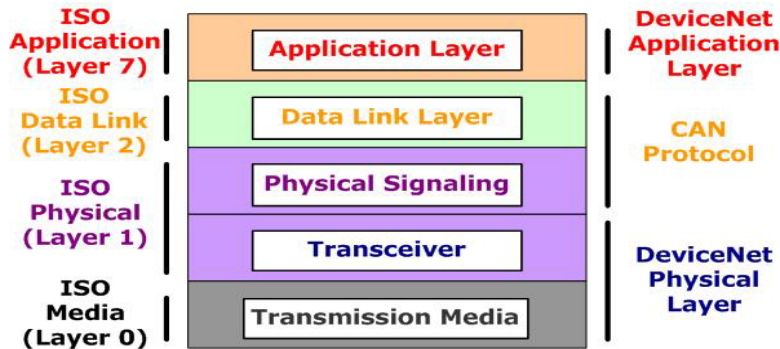 ISO
Application
(Layer 7)
ISO
Data Link
(Layer 2)
ISO
Physical
(Layer 1)
ISO
Media
(Layer 0)
Application Layer
Data Link Layer
Physical Signaling
Transceiver
Transmission Media
DeviceNet
Application
Layer
CAN
Protocol
DeviceNet
Physical
Layer